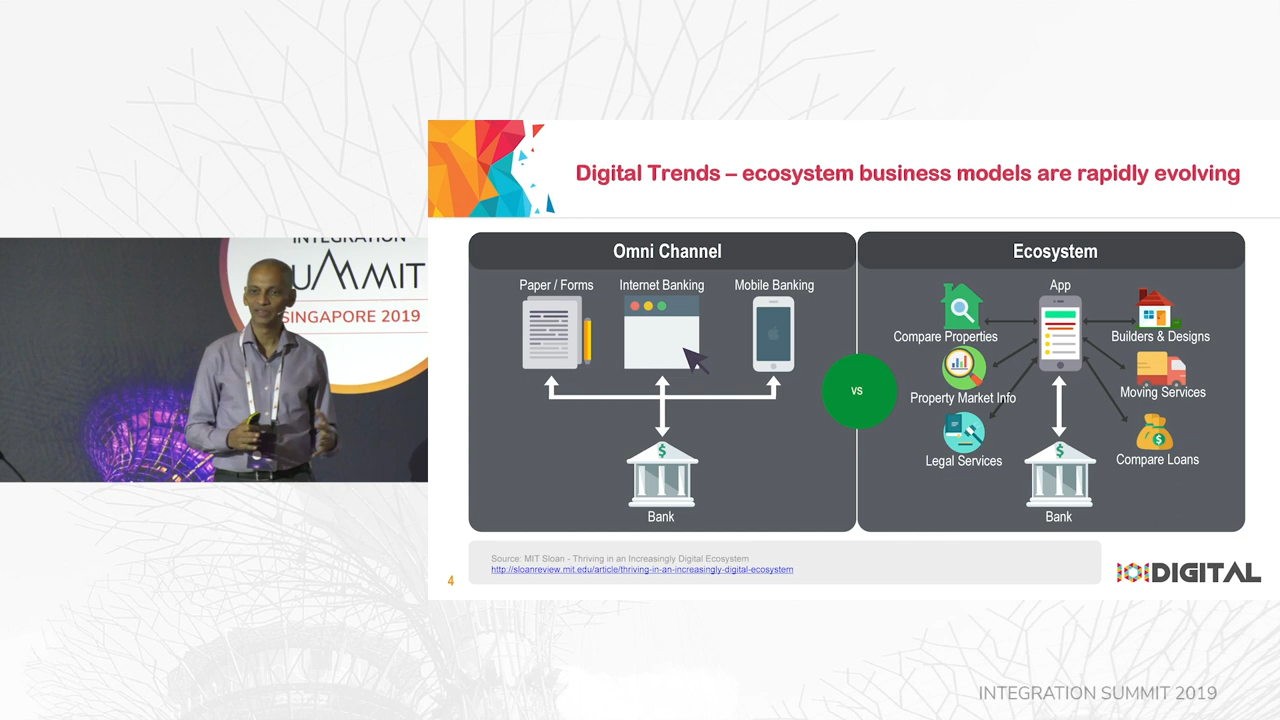 INTEGRATION
SUMMIT
SINGAPORE 2019
Digital Trends – ecosystem business models are rapidly evolving
Omni Channel
Paper / Forms
Internet Banking
Mobile Banking
Bank
vs
Ecosystem
App
Compare Properties
Builders & Designs
Property Market Info
Moving Services
Legal Services
Compare Loans
Bank
Source: MIT Sloan - Thriving in an Increasingly Digital Ecosystem
http://sloanreview.mit.edu/article/thriving-in-an-increasingly-digital-ecosystem
4
101DIGITAL
INTEGRATION SUMMIT 2019